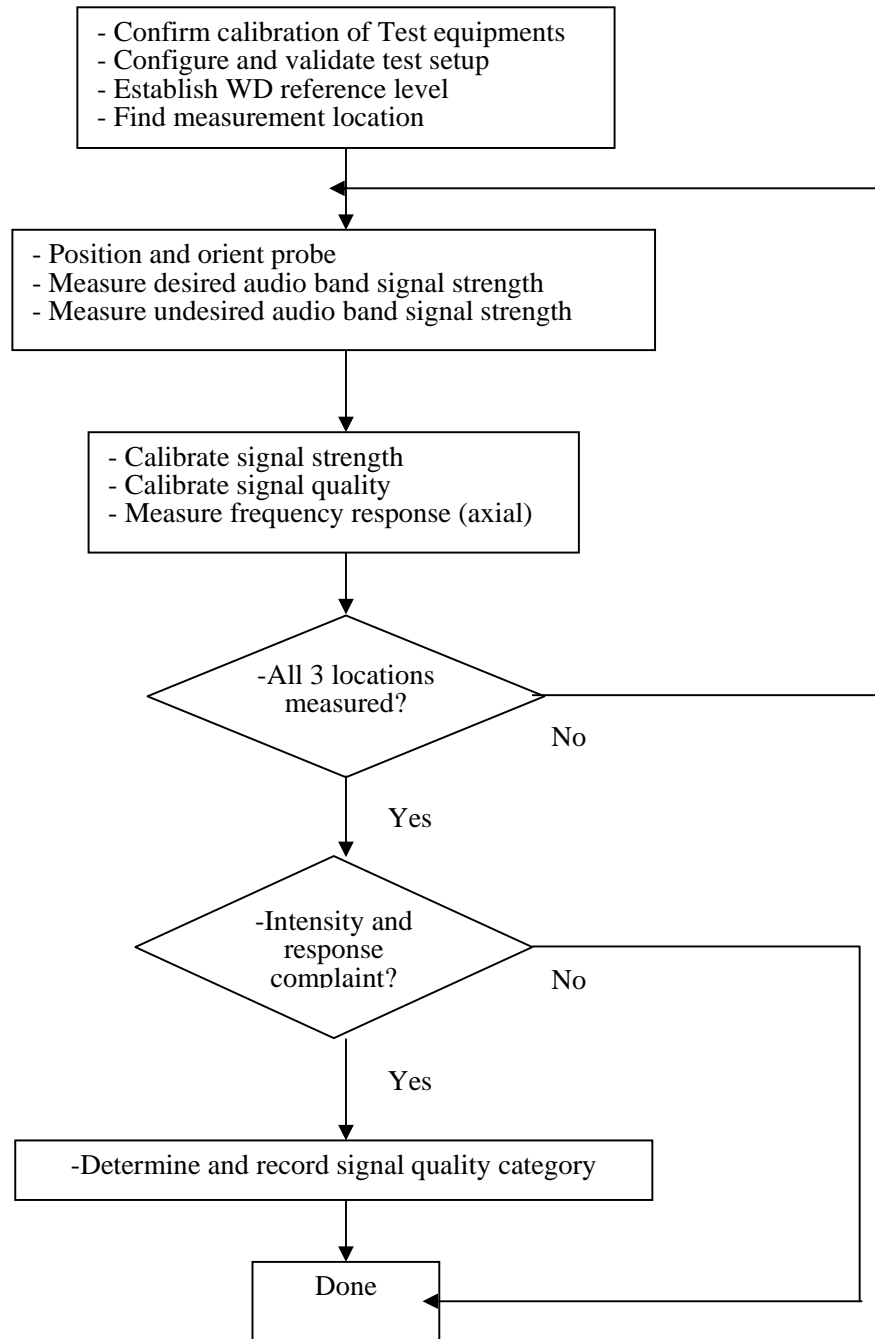 - Confirm calibration of Test equipments
- Configure and validate test setup
- Establish WD reference level
- Find measurement location
- Position and orient probe
- Measure desired audio band signal strength
- Measure undesired audio band signal strength
- Calibrate signal strength
- Calibrate signal quality
- Measure frequency response (axial)
-All 3 locations
measured?
No
Yes
-Intensity and
response
complaint?
No
Yes
-Determine and record signal quality category
Done